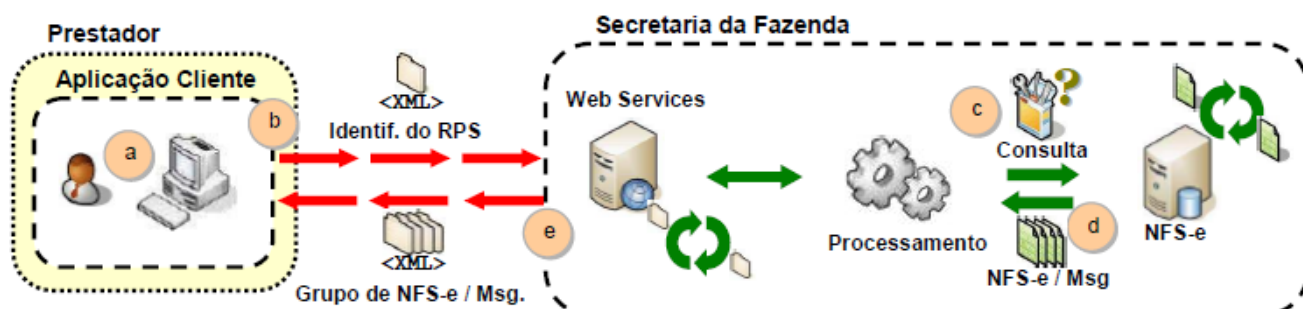 Prestador
Secretaria da Fazenda
Aplicação Cliente
<XML>
Identif. do RPS
a
b
Web Services
c
?
Consulta
Processamento
NFS-e
d
NFS-e / Msg
e
<XML>
Grupo de NFS-e / Msg.